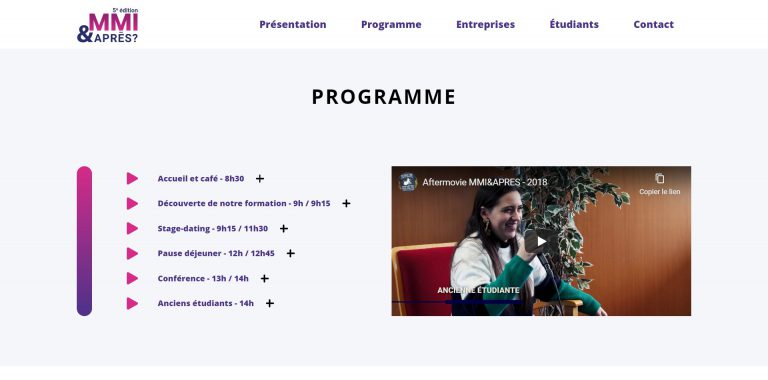 5e édition
MMI
&APRÈS?
Présentation
Programme
Entreprises
Étudiants
Contact
PROGRAMME
Accueil et café - 8h30 +
Découverte de notre formation - 9h / 9h15 +
Stage-dating - 9h15 / 11h30 +
Pause déjeuner - 12h / 12h45 +
Conférence - 13h / 14h +
Anciens étudiants - 14h +
Aftermovie MMI&APRES - 2018
Copier le lien
ANCIENNE ÉTUDIANTE